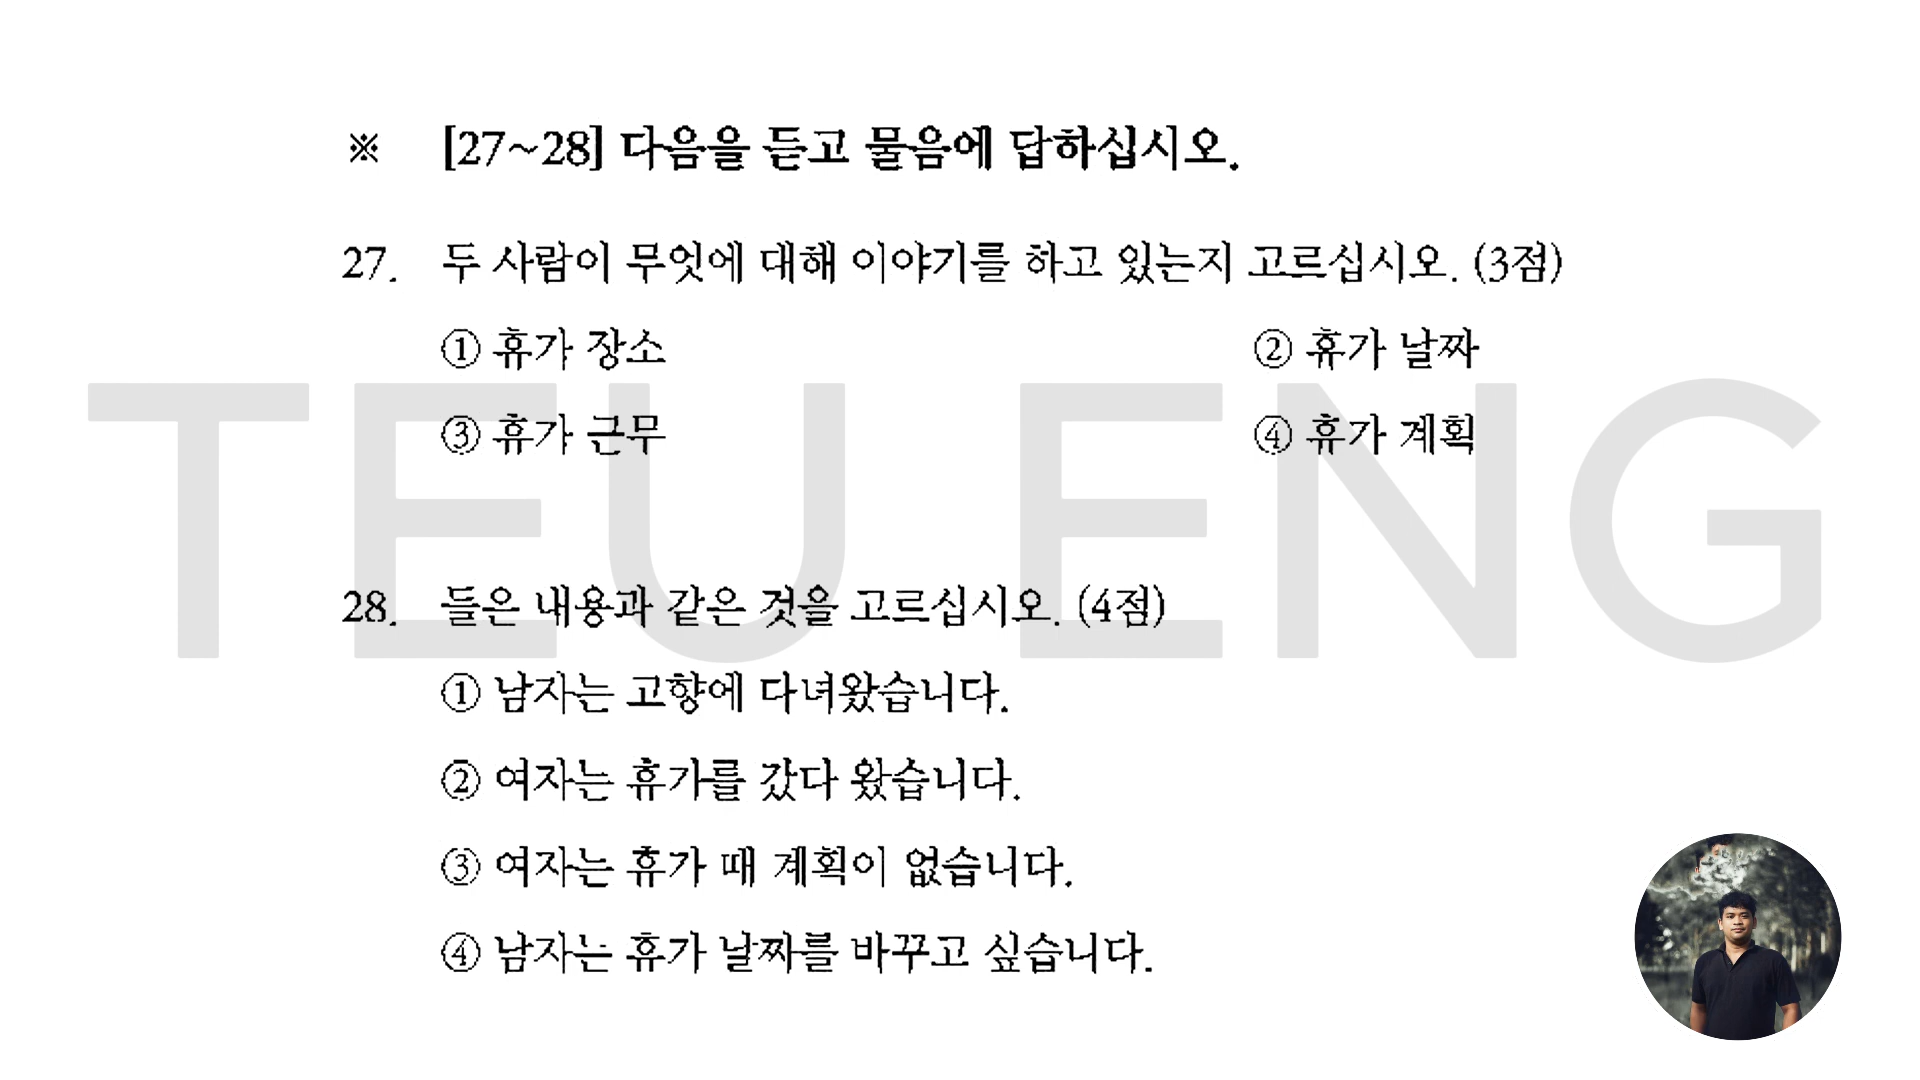 ※ [27~28] 다음을 듣고 물음에 답하십시오.
27. 두 사람이 무엇에 대해 이야기를 하고 있는지 고르십시오. (3점)
① 휴가 장소 ② 휴가 날짜
③ 휴가 근무 ④ 휴가 계획
TEU ENG
28. 들은 내용과 같은 것을 고르십시오. (4점)
① 남자는 고향에 다녀왔습니다.
② 여자는 휴가를 갔다 왔습니다.
③ 여자는 휴가 때 계획이 없습니다.
④ 남자는 휴가 날짜를 바꾸고 싶습니다.